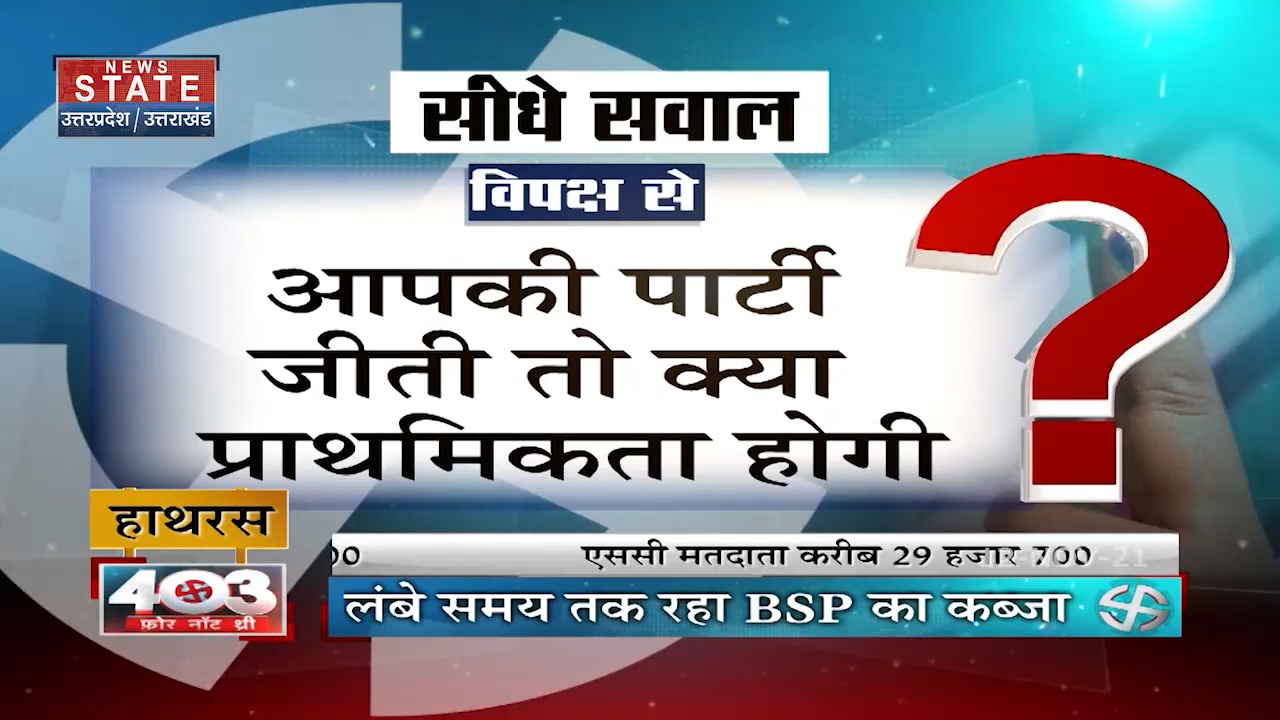 NEWS
STATE
उत्तरप्रदेश/उत्तराखंड
सीधे सवाल
विपक्ष से
आपकी पार्टी
जीती तो क्या
प्राथमिकता होगी
?
हाथरस
403
फ़ोर नॉट थ्री
00 एससी मतदाता करीब 29 हजार 700
लंबे समय तक रहा BSP का कब्जा